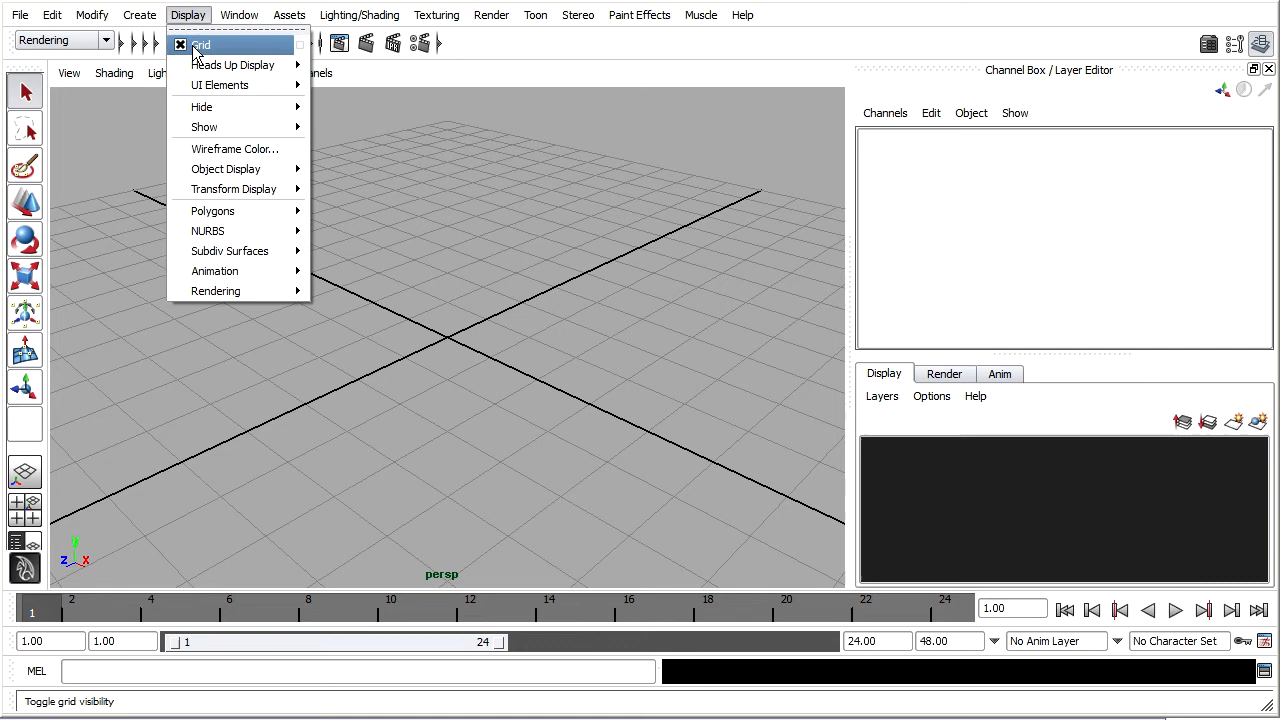 File Edit Modify Create Display Window Assets Lighting/Shading Texturing Render Toon Stereo Paint Effects Muscle Help
Rendering
Grid
Heads Up Display
UI Elements
Hide
Show
Wireframe Color...
Object Display
Transform Display
Polygons
NURBS
Subdiv Surfaces
Animation
Rendering
View Shading
persp
y
z x
Channel Box / Layer Editor
Channels Edit Object Show
Display Render Anim
Layers Options Help
1 2 4 6 8 10 12 14 16 18 20 22 24 1.00
1.00 1.00 1 24 24.00 48.00 No Anim Layer No Character Set
MEL
Toggle grid visibility